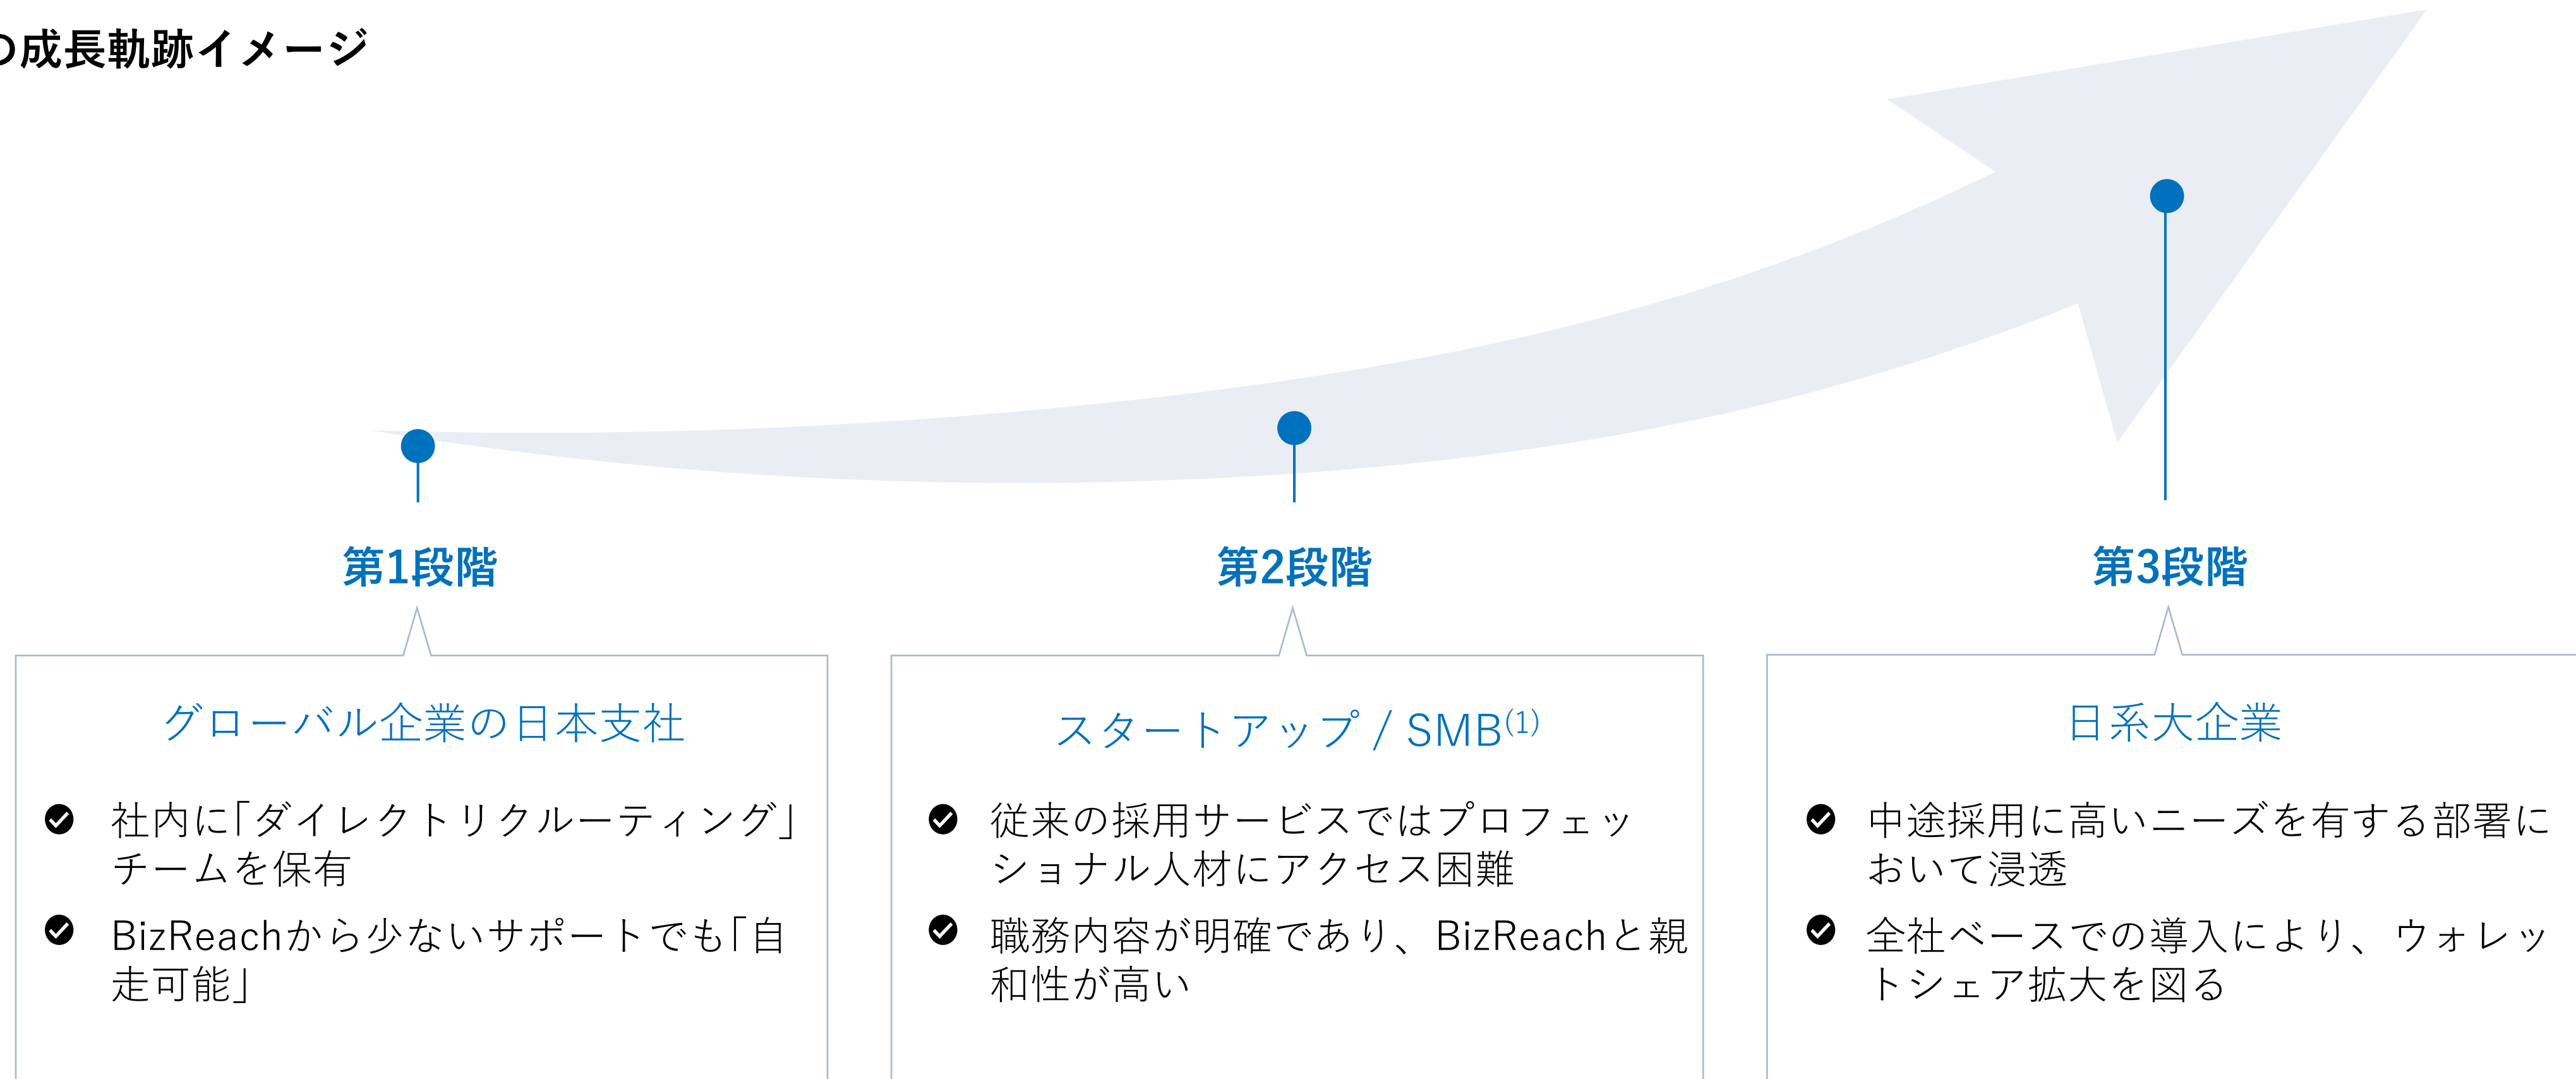 の成長軌跡イメージ
第1段階
第2段階
第3段階
グローバル企業の日本支社
社内に「ダイレクトリクルーティング」
チームを保有
BizReachから少ないサポートでも「自
走可能」
スタートアップ / SMB(1)
従来の採用サービスではプロフェッ
ショナル人材にアクセス困難
職務内容が明確であり、BizReachと親
和性が高い
日系大企業
中途採用に高いニーズを有する部署に
おいて浸透
全社ベースでの導入により、ウォレッ
トシェア拡大を図る